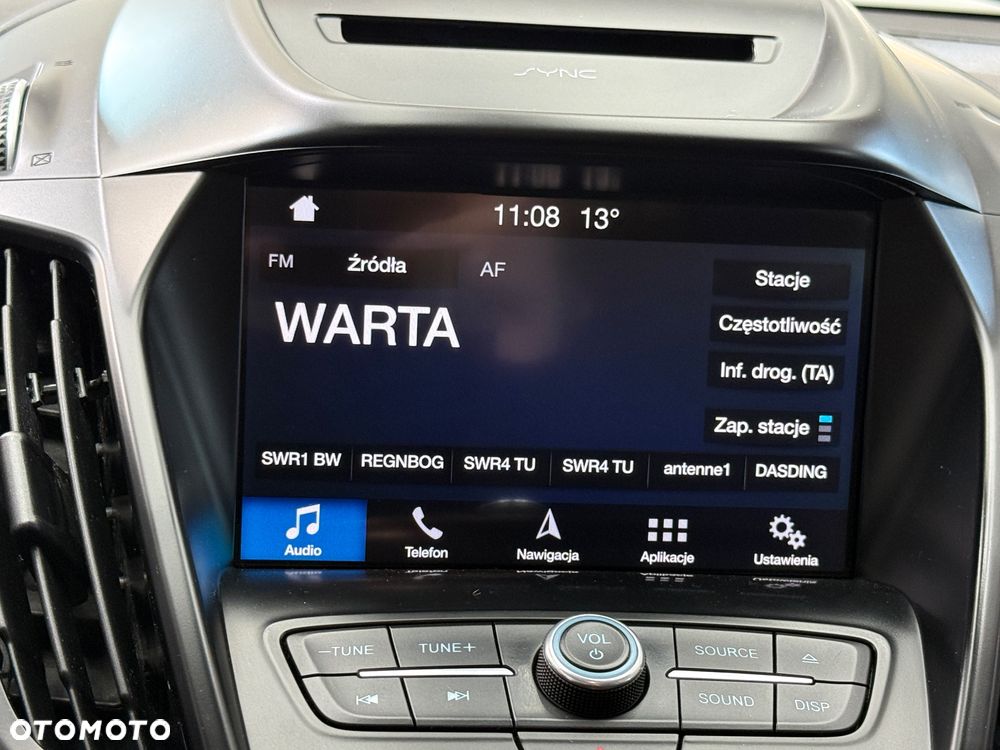 SYNC
11:08 13°
FM Źródła AF
Stacje
WARTA
Częstotliwość
Inf. drog. (TA)
Zap. stacje
SWR1 BW REGNBOG SWR4 TU SWR4 TU antenne1 DASDING
Audio Telefon Nawigacja Aplikacje Ustawienia
−TUNE TUNE+ VOL SOURCE
SOUND DISP
OTOMOTO